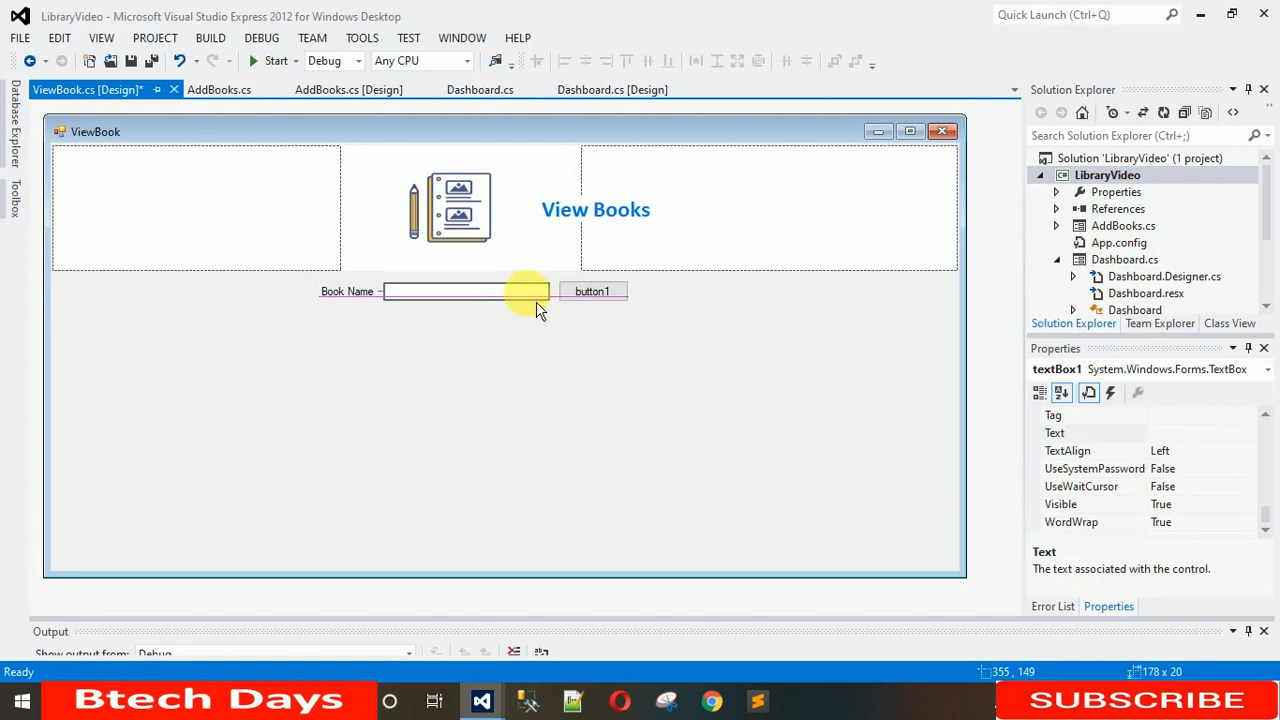 LibraryVideo - Microsoft Visual Studio Express 2012 for Windows Desktop
Quick Launch (Ctrl+Q)
FILE EDIT VIEW PROJECT BUILD DEBUG TEAM TOOLS TEST WINDOW HELP
Start Debug Any CPU
ViewBook.cs [Design]* AddBooks.cs AddBooks.cs [Design] Dashboard.cs Dashboard.cs [Design]
Database Explorer
Toolbox
ViewBook
View Books
Book Name button1
Solution Explorer
Search Solution Explorer (Ctrl+;)
Solution 'LibraryVideo' (1 project)
LibraryVideo
Properties
References
AddBooks.cs
App.config
Dashboard.cs
Dashboard.Designer.cs
Dashboard.resx
Dashboard
Solution Explorer Team Explorer Class View
Properties
textBox1 System.Windows.Forms.TextBox
Tag
Text
TextAlign Left
UseSystemPassword False
UseWaitCursor False
Visible True
WordWrap True
Text
The text associated with the control.
Error List Properties
Output
Show output from: Debug
Ready 355 , 149 178 x 20
Btech Days
SUBSCRIBE